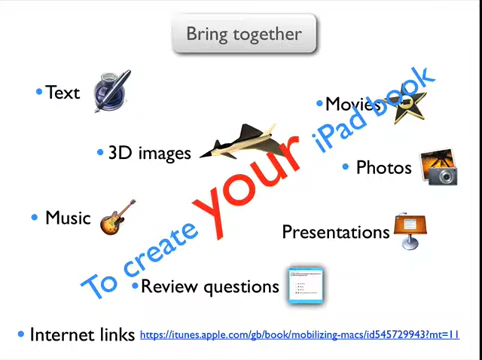 Bring together
• Text
• Movies
• 3D images
• Photos
• Music
Presentations
• Review questions
• Internet links https://itunes.apple.com/gb/book/mobilizing-macs/id545729943?mt=11
To create your iPad book